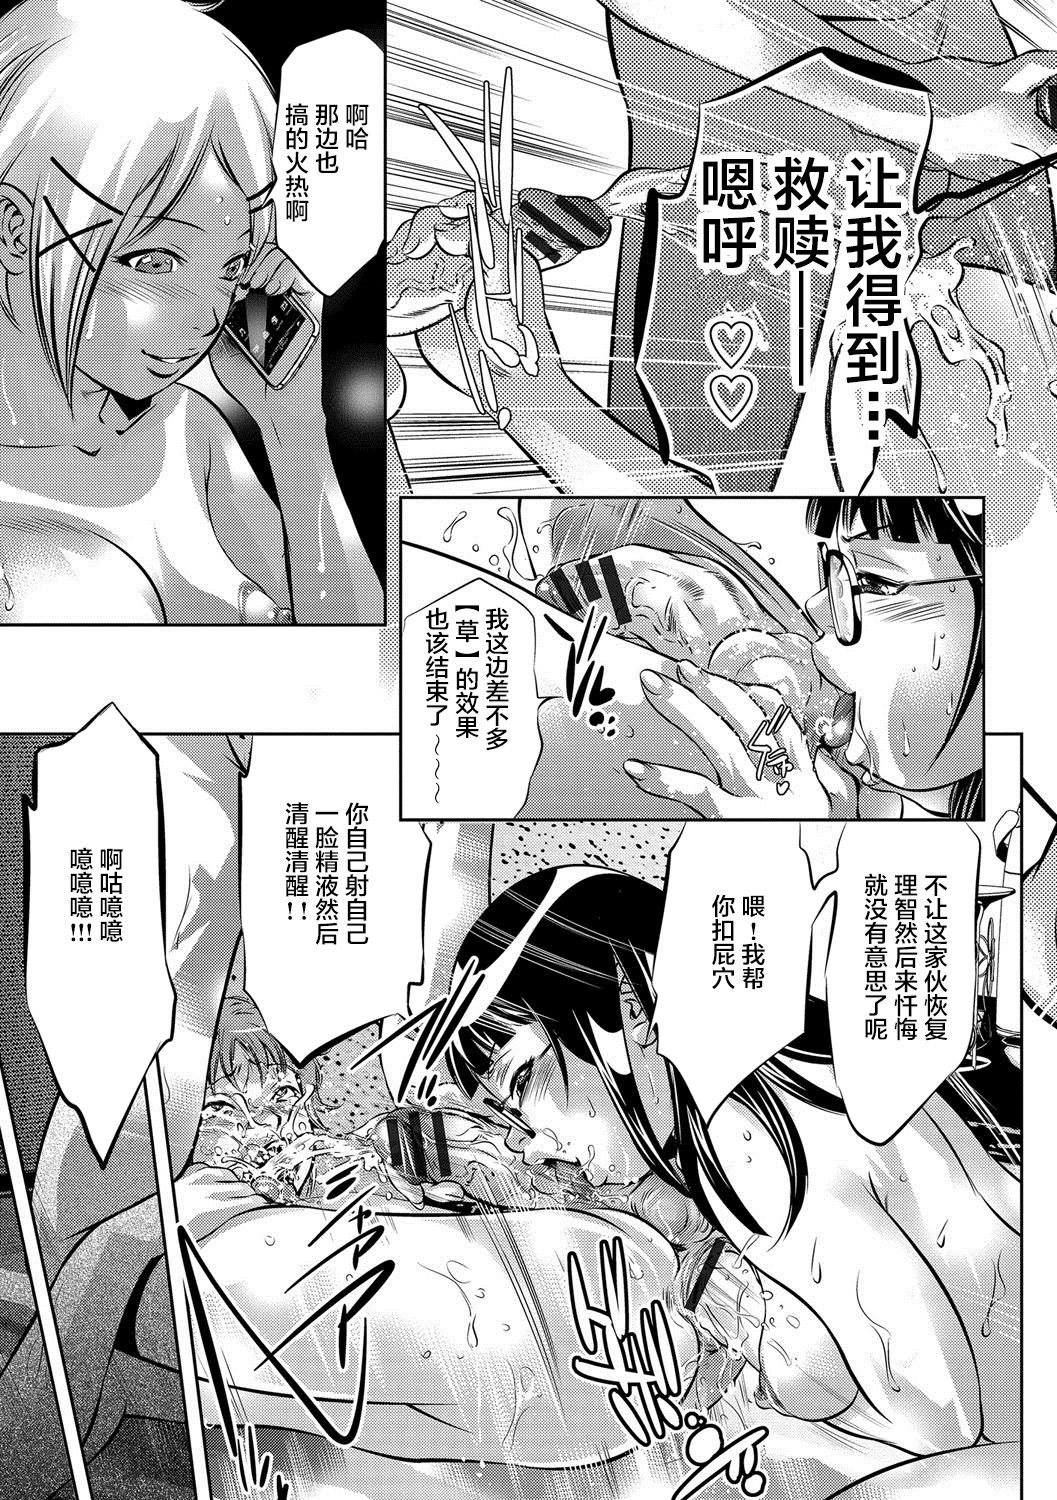 让我得到…
救赎——
嗯呼
♡♡
啊哈
那边也
搞的火热啊
我这边差不多
【草】的效果
也该结束了～～～～
不让这家伙恢复
理智然后来忏悔
就没有意思了呢
喂！我帮
你扣屁穴
你自己射自己
一脸精液然后
清醒清醒!!
啊咕噫噫
噫噫噫!!!